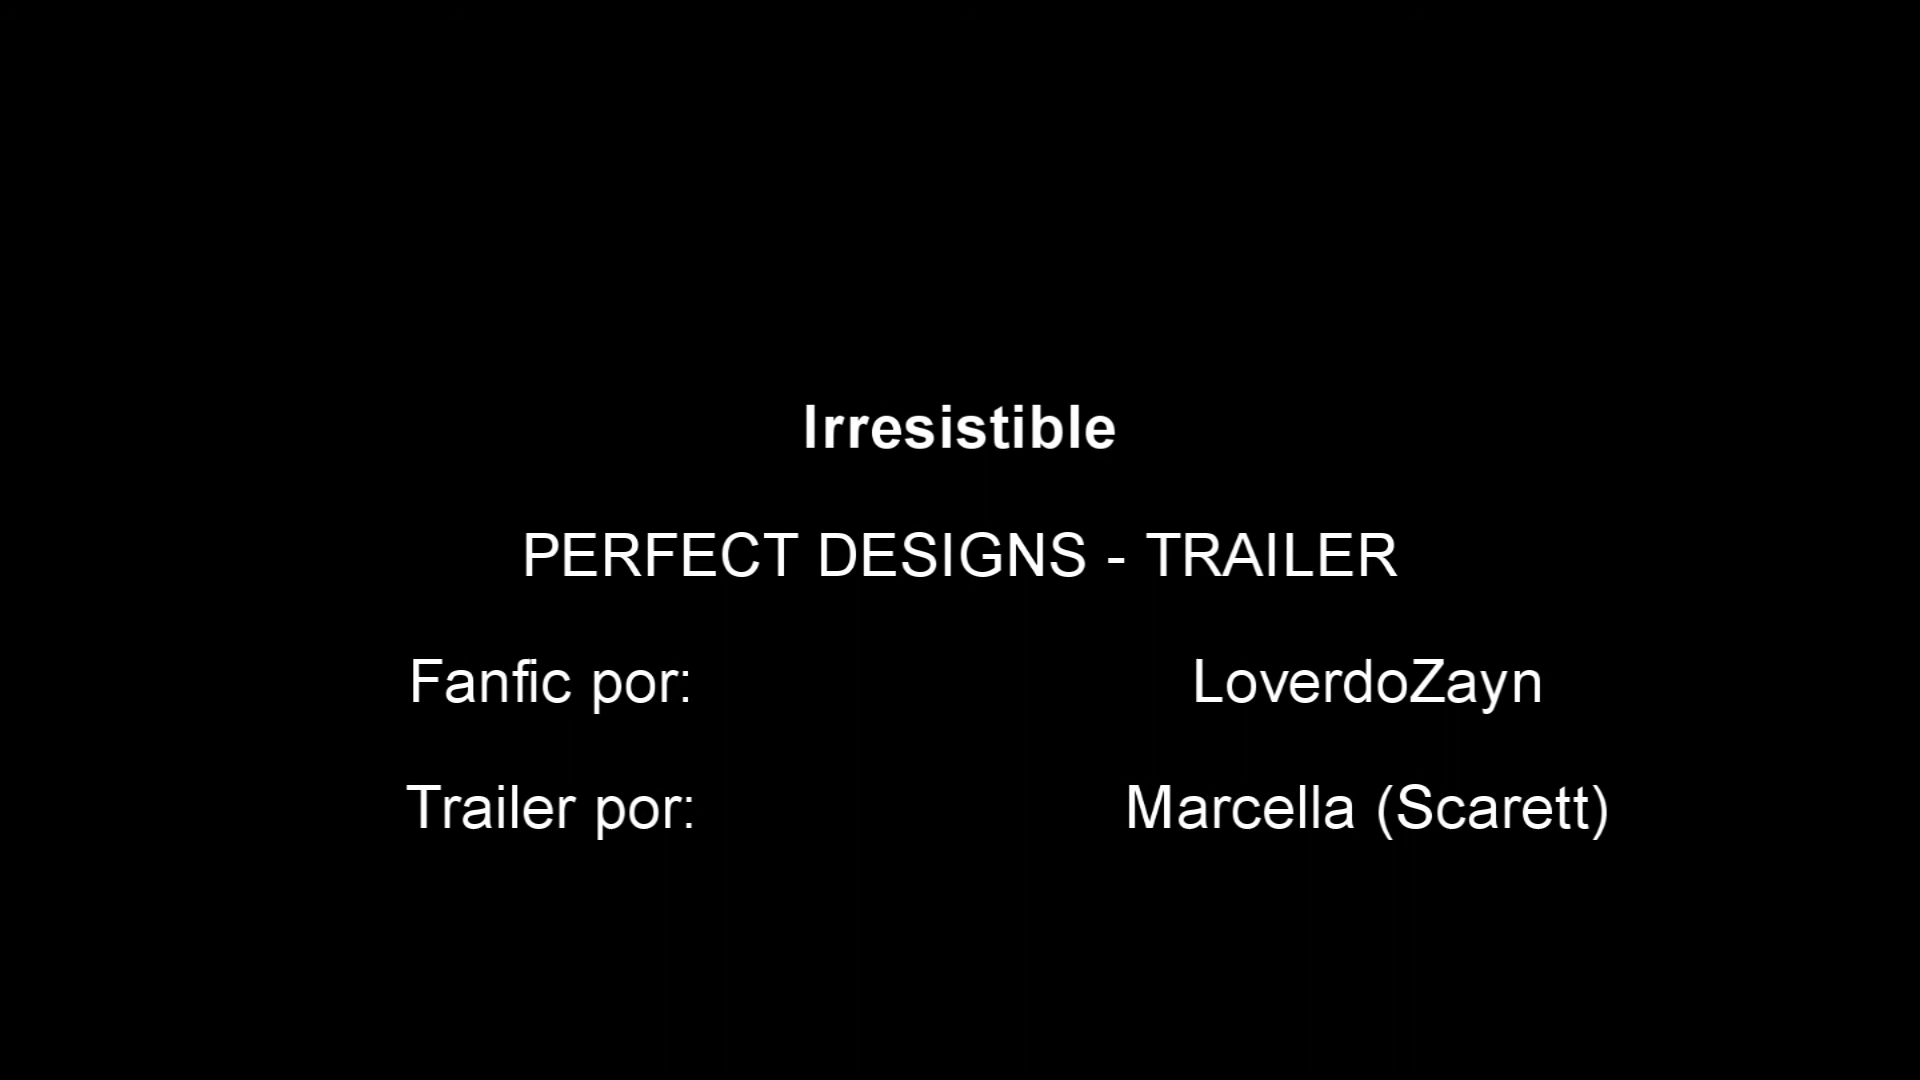 Irresistible
PERFECT DESIGNS - TRAILER
Fanfic por: LoverdoZayn
Trailer por: Marcella (Scarett)